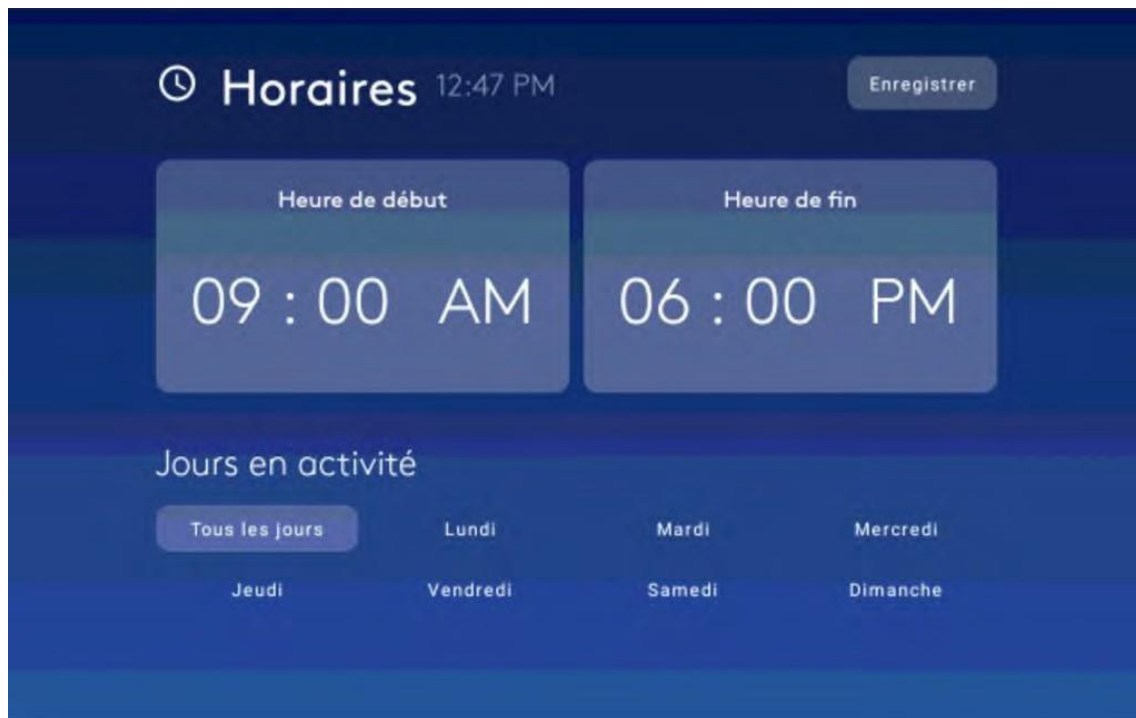 Horaires 12:47 PM
Enregistrer
Heure de début
Heure de fin
09 : 00 AM
06 : 00 PM
Jours en activité
Tous les jours
Lundi
Mardi
Mercredi
Jeudi
Vendredi
Samedi
Dimanche